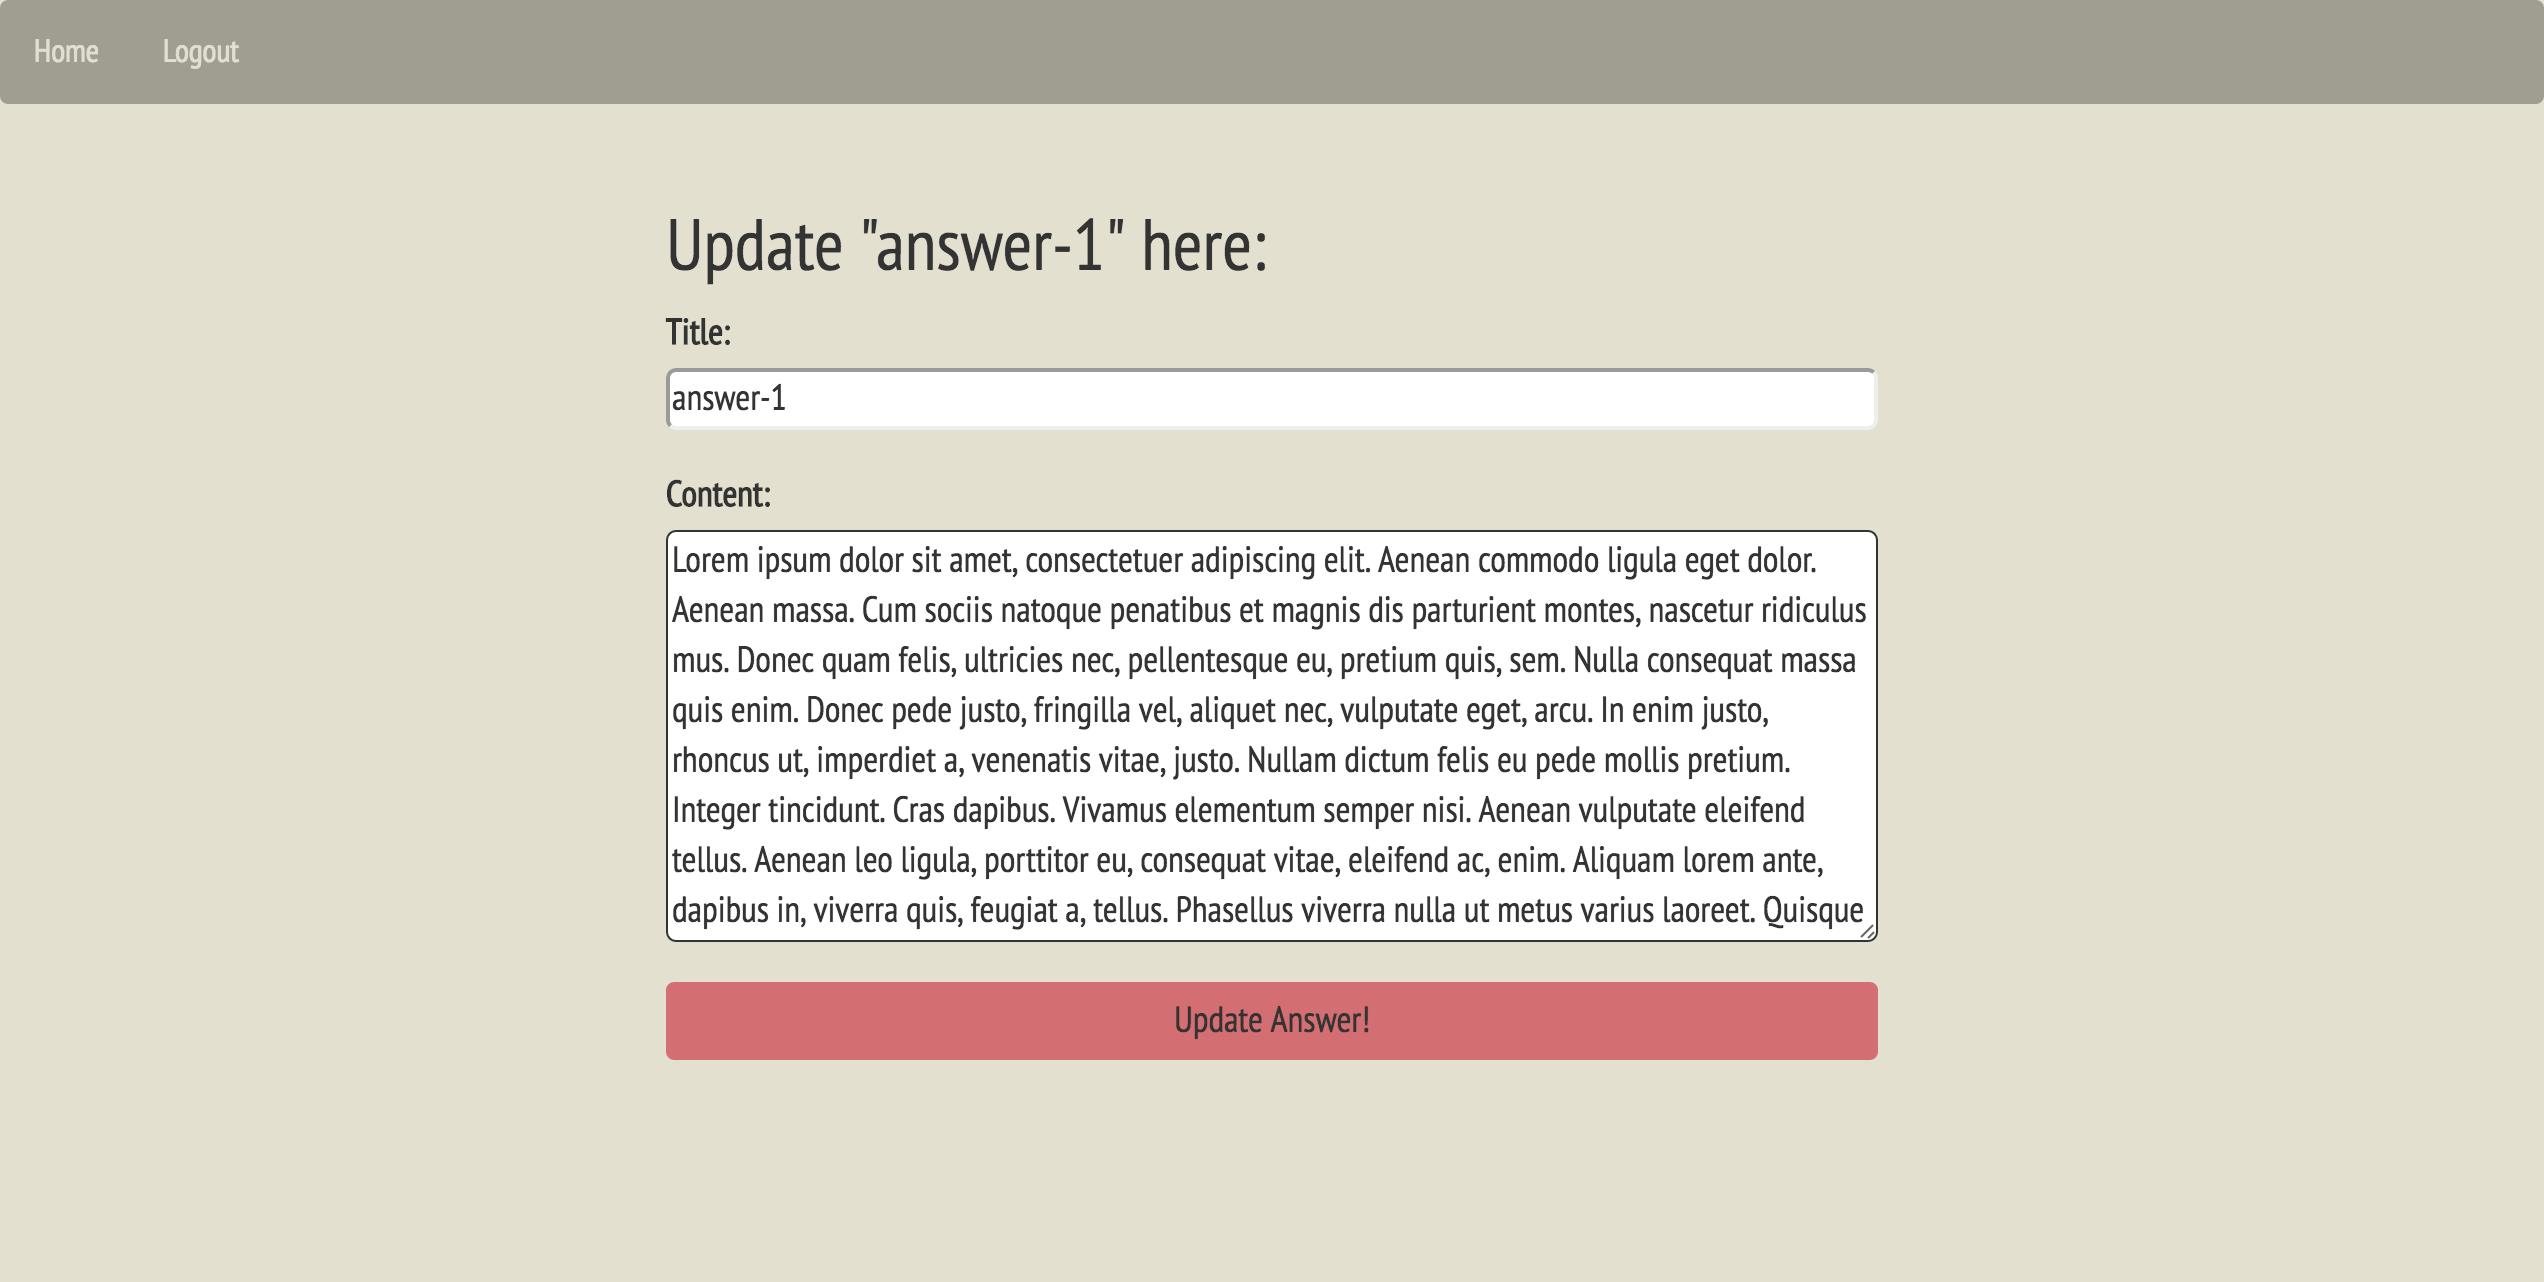 Home Logout
Update "answer-1" here:
Title:
answer-1
Content:
Lorem ipsum dolor sit amet, consectetuer adipiscing elit. Aenean commodo ligula eget dolor.
Aenean massa. Cum sociis natoque penatibus et magnis dis parturient montes, nascetur ridiculus
mus. Donec quam felis, ultricies nec, pellentesque eu, pretium quis, sem. Nulla consequat massa
quis enim. Donec pede justo, fringilla vel, aliquet nec, vulputate eget, arcu. In enim justo,
rhoncus ut, imperdiet a, venenatis vitae, justo. Nullam dictum felis eu pede mollis pretium.
Integer tincidunt. Cras dapibus. Vivamus elementum semper nisi. Aenean vulputate eleifend
tellus. Aenean leo ligula, porttitor eu, consequat vitae, eleifend ac, enim. Aliquam lorem ante,
dapibus in, viverra quis, feugiat a, tellus. Phasellus viverra nulla ut metus varius laoreet. Quisque
Update Answer!